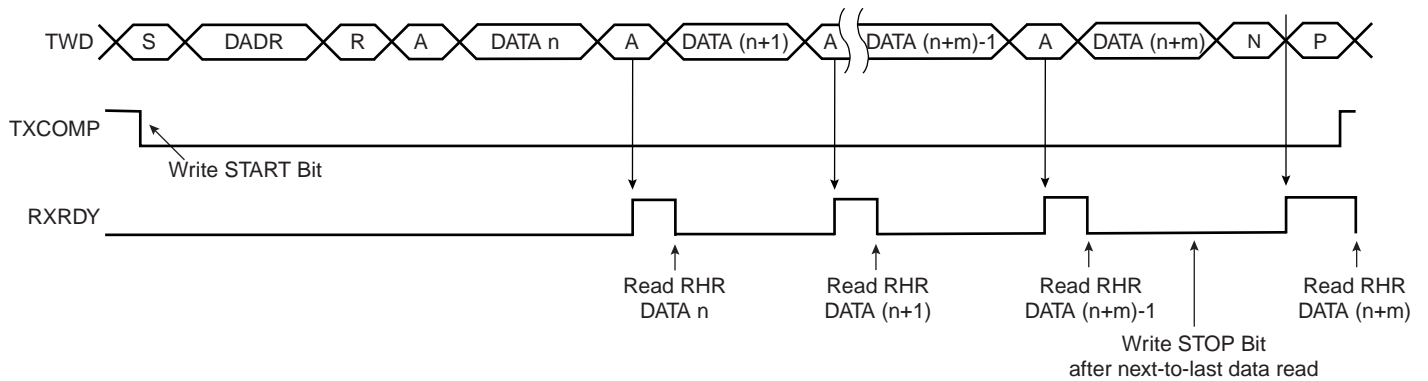 TWD S DADR R A DATA n A DATA (n+1) A DATA (n+m)-1 A DATA (n+m) N P
TXCOMP
Write START Bit
RXRDY
Read RHR Read RHR Read RHR Read RHR
DATA n DATA (n+1) DATA (n+m)-1 DATA (n+m)
Write STOP Bit
after next-to-last data read